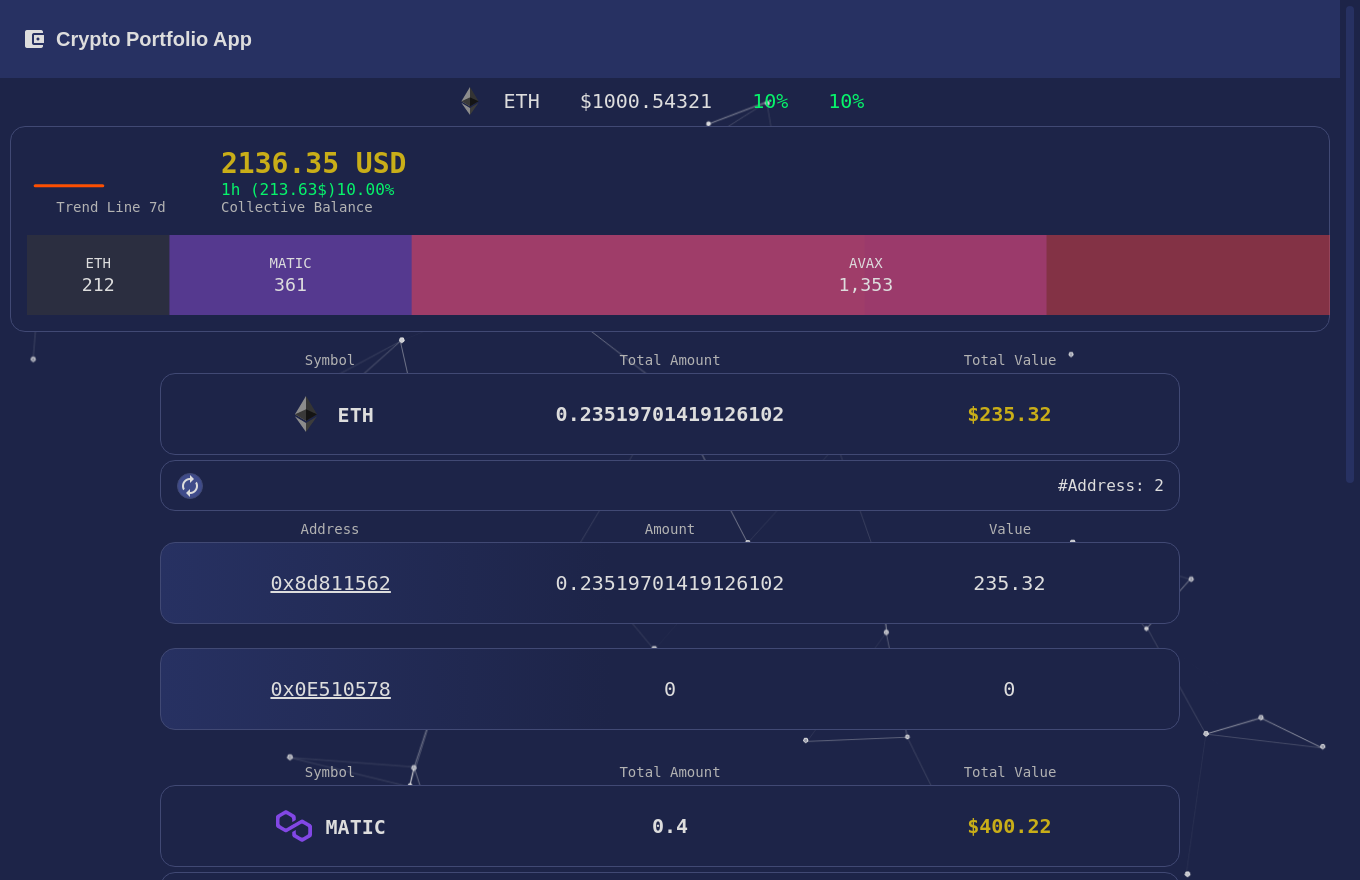 Crypto Portfolio App
ETH $1000.54321 10% 10%
2136.35 USD
1h (213.63$)10.00%
Trend Line 7d Collective Balance
ETH MATIC AVAX
212 361 1,353
Symbol Total Amount Total Value
ETH 0.23519701419126102 $235.32
#Address: 2
Address Amount Value
0x8d811562 0.23519701419126102 235.32
0x0E510578 0 0
Symbol Total Amount Total Value
MATIC 0.4 $400.22